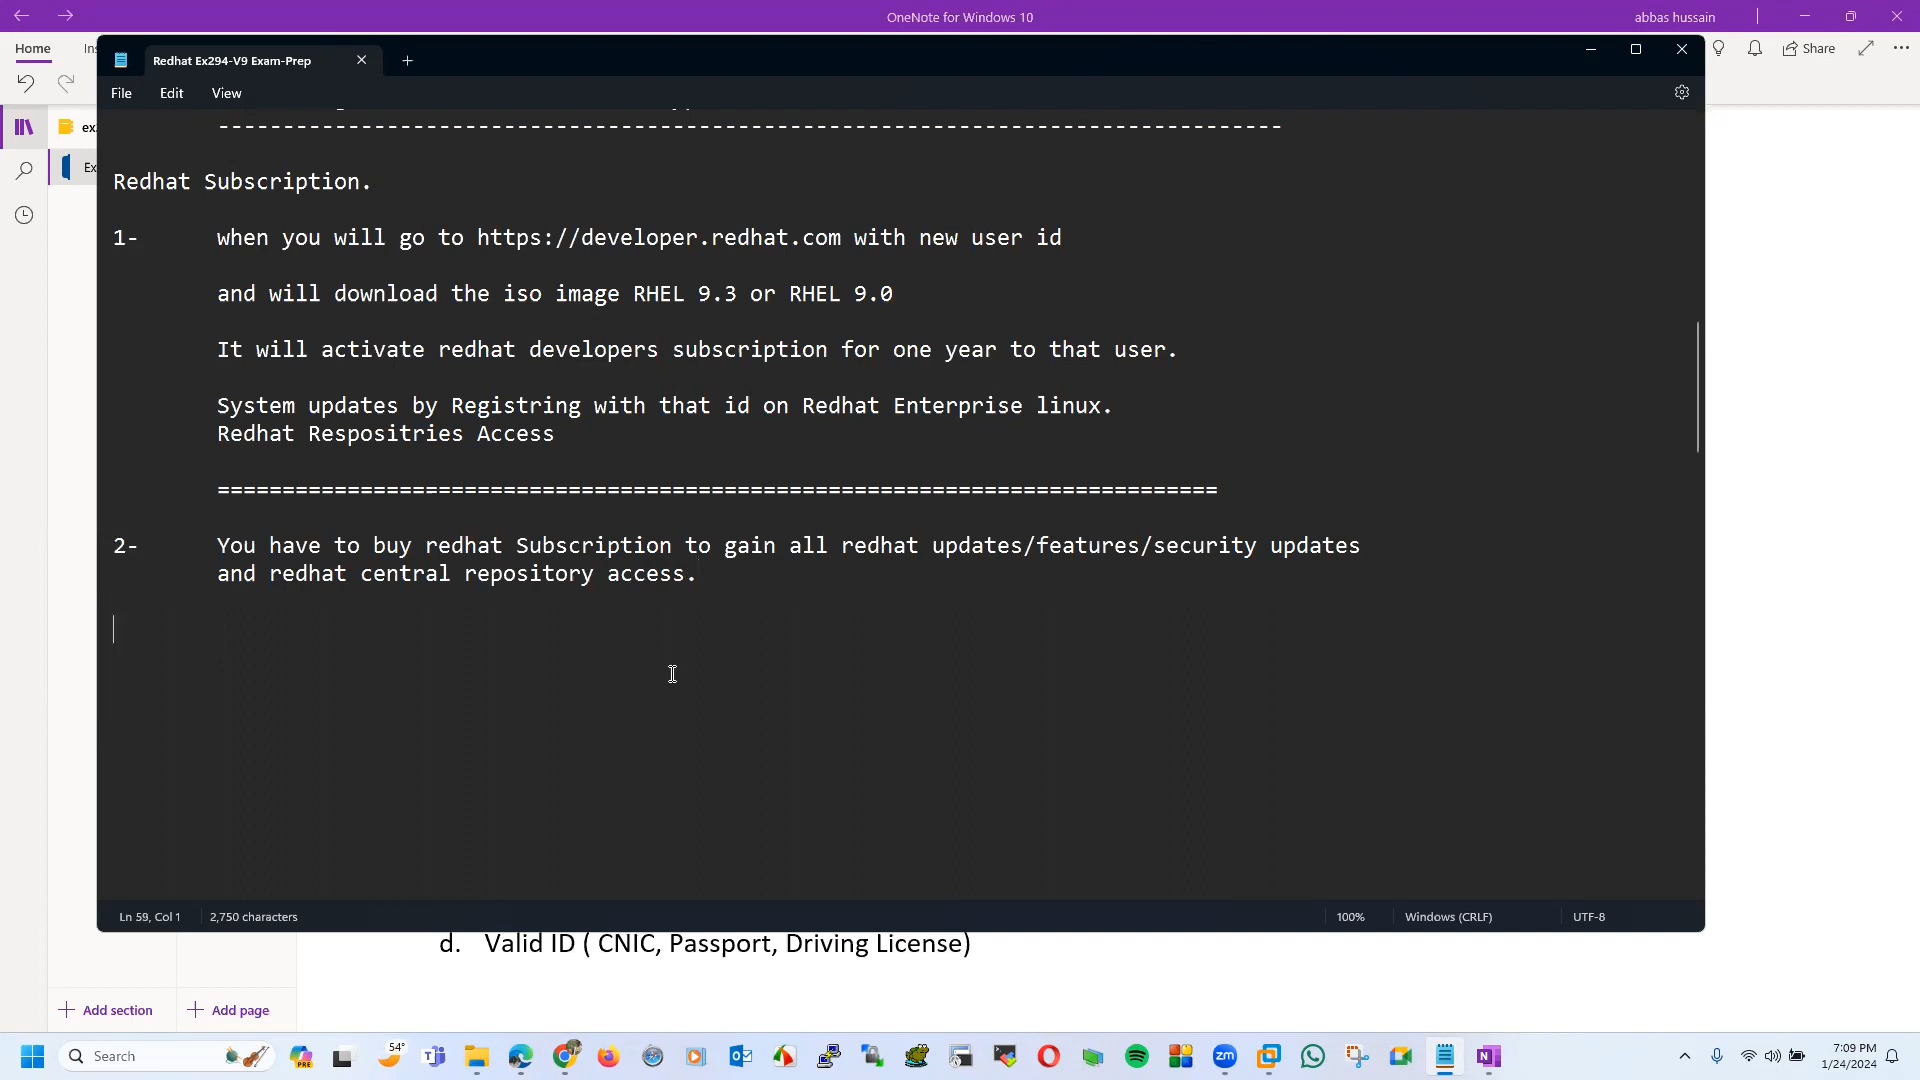 OneNote for Windows 10
abbas hussain
Home
Share
Redhat Ex294-V9 Exam-Prep
File Edit View
--------------------------------------------------------------------------------
Redhat Subscription.
1- when you will go to https://developer.redhat.com with new user id
and will download the iso image RHEL 9.3 or RHEL 9.0
It will activate redhat developers subscription for one year to that user.
System updates by Registring with that id on Redhat Enterprise linux.
Redhat Respositries Access
=============================================================================
2- You have to buy redhat Subscription to gain all redhat updates/features/security updates
and redhat central repository access.
Ln 59, Col 1 2,750 characters 100% Windows (CRLF) UTF-8
d. Valid ID ( CNIC, Passport, Driving License)
Add section Add page
Search
54°
7:09 PM
1/24/2024